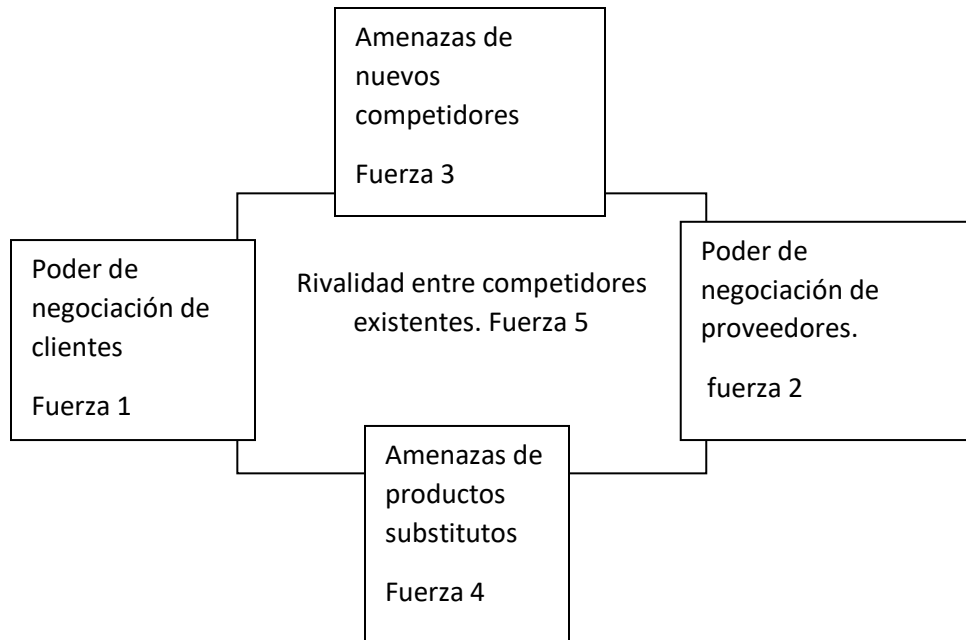 Amenazas de
nuevos
competidores
Fuerza 3
Poder de
negociación de
clientes
Fuerza 1
Rivalidad entre competidores
existentes. Fuerza 5
Poder de
negociación de
proveedores.
fuerza 2
Amenazas de
productos
substitutos
Fuerza 4